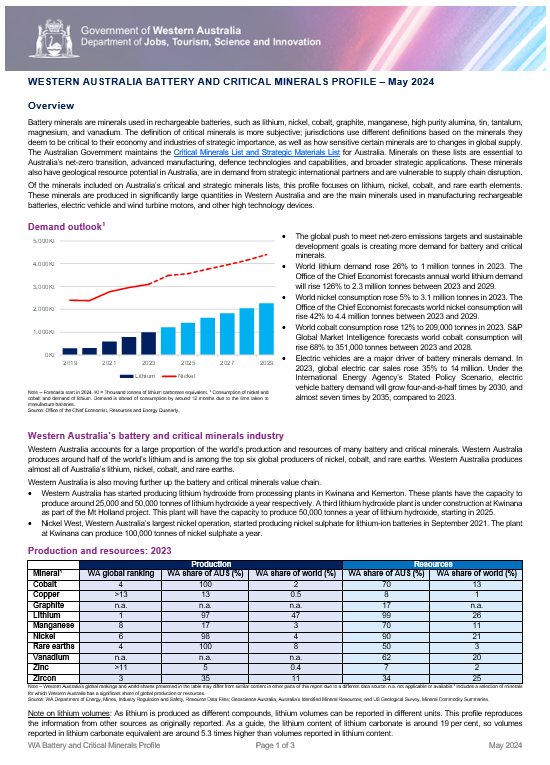 Government of Western Australia
Department of Jobs, Tourism, Science and Innovation
WESTERN AUSTRALIA BATTERY AND CRITICAL MINERALS PROFILE – May 2024
Overview
Battery minerals are minerals used in rechargeable batteries, such as lithium, nickel, cobalt, graphite, manganese, high purity alumina, tin, tantalum,
magnesium, and vanadium. The definition of critical minerals is more subjective; jurisdictions use different definitions based on the minerals they
deem to be critical to their economy and industries of strategic importance, as well as how sensitive certain minerals are to changes in global supply.
The Australian Government maintains the Critical Minerals List and Strategic Materials List for Australia. Minerals on these lists are critical to
Australia's net-zero transition, advanced manufacturing, defence technologies and capabilities, and broader strategic applications. These minerals
also have geological resource potential in Australia, are in demand from strategic international partners and are vulnerable to supply chain disruption.
Of the minerals included on Australia's critical and strategic minerals lists, this profile focuses on lithium, nickel, cobalt, and rare earth elements.
These minerals are produced in significantly large quantities in Western Australia and are the main minerals used in manufacturing rechargeable
batteries, electric vehicle and wind turbine motors, and other high technology devices.
Demand outlook¹
5,000Kt
4,000Kt
3,000Kt
2,000Kt
1,000Kt
0Kt
2019 2021 2023 2025 2027 2029
Lithium Nickel
Note – Forecasts start in 2024. Kt = Thousand tonnes of lithium carbonate equivalent. ¹ Consumption of nickel and
cobalt and demand of lithium. Demand is ahead of consumption by around 12 months due to the time taken to
manufacture batteries.
Source: Office of the Chief Economist, Resources and Energy Quarterly.
• The global push to meet net-zero emissions targets and sustainable
development goals is creating more demand for battery and critical
minerals.
• World lithium demand rose 26% to 1 million tonnes in 2023. The
Office of the Chief Economist forecasts annual world lithium demand
will rise 126% to 2.3 million tonnes between 2023 and 2029.
• World nickel consumption rose 5% to 3.1 million tonnes in 2023. The
Office of the Chief Economist forecasts world nickel consumption will
rise 42% to 4.4 million tonnes between 2023 and 2029.
• World cobalt consumption rose 12% to 209,000 tonnes in 2023. S&P
Global Market Intelligence forecasts world cobalt consumption will
rise 68% to 351,000 tonnes between 2023 and 2028.
• Electric vehicles are a major driver of battery minerals demand. In
2023, global electric car sales rose 35% to 14 million. Under the
International Energy Agency's Stated Policy Scenario, electric
vehicle battery demand will grow four-and-a-half times by 2030, and
almost seven times by 2035, compared to 2023.
Western Australia's battery and critical minerals industry
Western Australia accounts for a large proportion of the world's production and resources of many battery and critical minerals. Western Australia
produces around half of the world's lithium and is among the top six global producers of nickel, cobalt, and rare earths. Western Australia produces
almost all of Australia's lithium, nickel, cobalt, and rare earths.
Western Australia is also moving further up the battery and critical minerals value chain.
• Western Australia has started producing lithium hydroxide from processing plants in Kwinana and Kemerton. These plants have the capacity to
produce around 25,000 and 50,000 tonnes of lithium hydroxide a year respectively. A third lithium hydroxide plant is under construction at Kwinana
as part of the Mt Holland project. This plant will have the capacity to produce 50,000 tonnes a year of lithium hydroxide, starting in 2025.
• Nickel West, Western Australia's largest nickel operation, started producing nickel sulphate for lithium-ion batteries in September 2021. The plant
at Kwinana can produce 100,000 tonnes of nickel sulphate a year.
Production and resources: 2023
Production Resources
Mineral¹ WA global ranking WA share of AUS (%) WA share of world (%) WA share of AUS (%) WA share of world (%)
Cobalt 4 100 2 70 13
Copper >13 13 0.5 8 1
Graphite n.a. n.a. n.a. 17 n.a.
Lithium 1 97 47 99 26
Manganese 8 17 3 70 11
Nickel 6 98 4 90 21
Rare earths 4 100 8 50 3
Vanadium n.a. n.a. n.a. 62 20
Zinc >11 5 0.4 7 2
Zircon 3 35 11 34 25
Note – Western Australia's global rankings and world shares presented in the table may differ from similar content in other parts of this report due to a different data source. n.a. not applicable or available. ¹ Includes a selection of minerals
for which Western Australia has a significant share of global production or resources.
Source: WA Department of Energy, Mines, Industry Regulation and Safety, Resource Data Files; Geoscience Australia, Australia's Identified Mineral Resources; and US Geological Survey, Mineral Commodity Summaries.
Note on lithium volumes: As lithium is produced as different compounds, lithium volumes can be reported in different units. This profile reproduces
the information from other sources as originally reported. As a guide, the lithium content of lithium carbonate is around 19 per cent, so volumes
reported in lithium carbonate equivalent are around 5.3 times higher than volumes reported in lithium content.
WA Battery and Critical Minerals Profile Page 1 of 3 May 2024